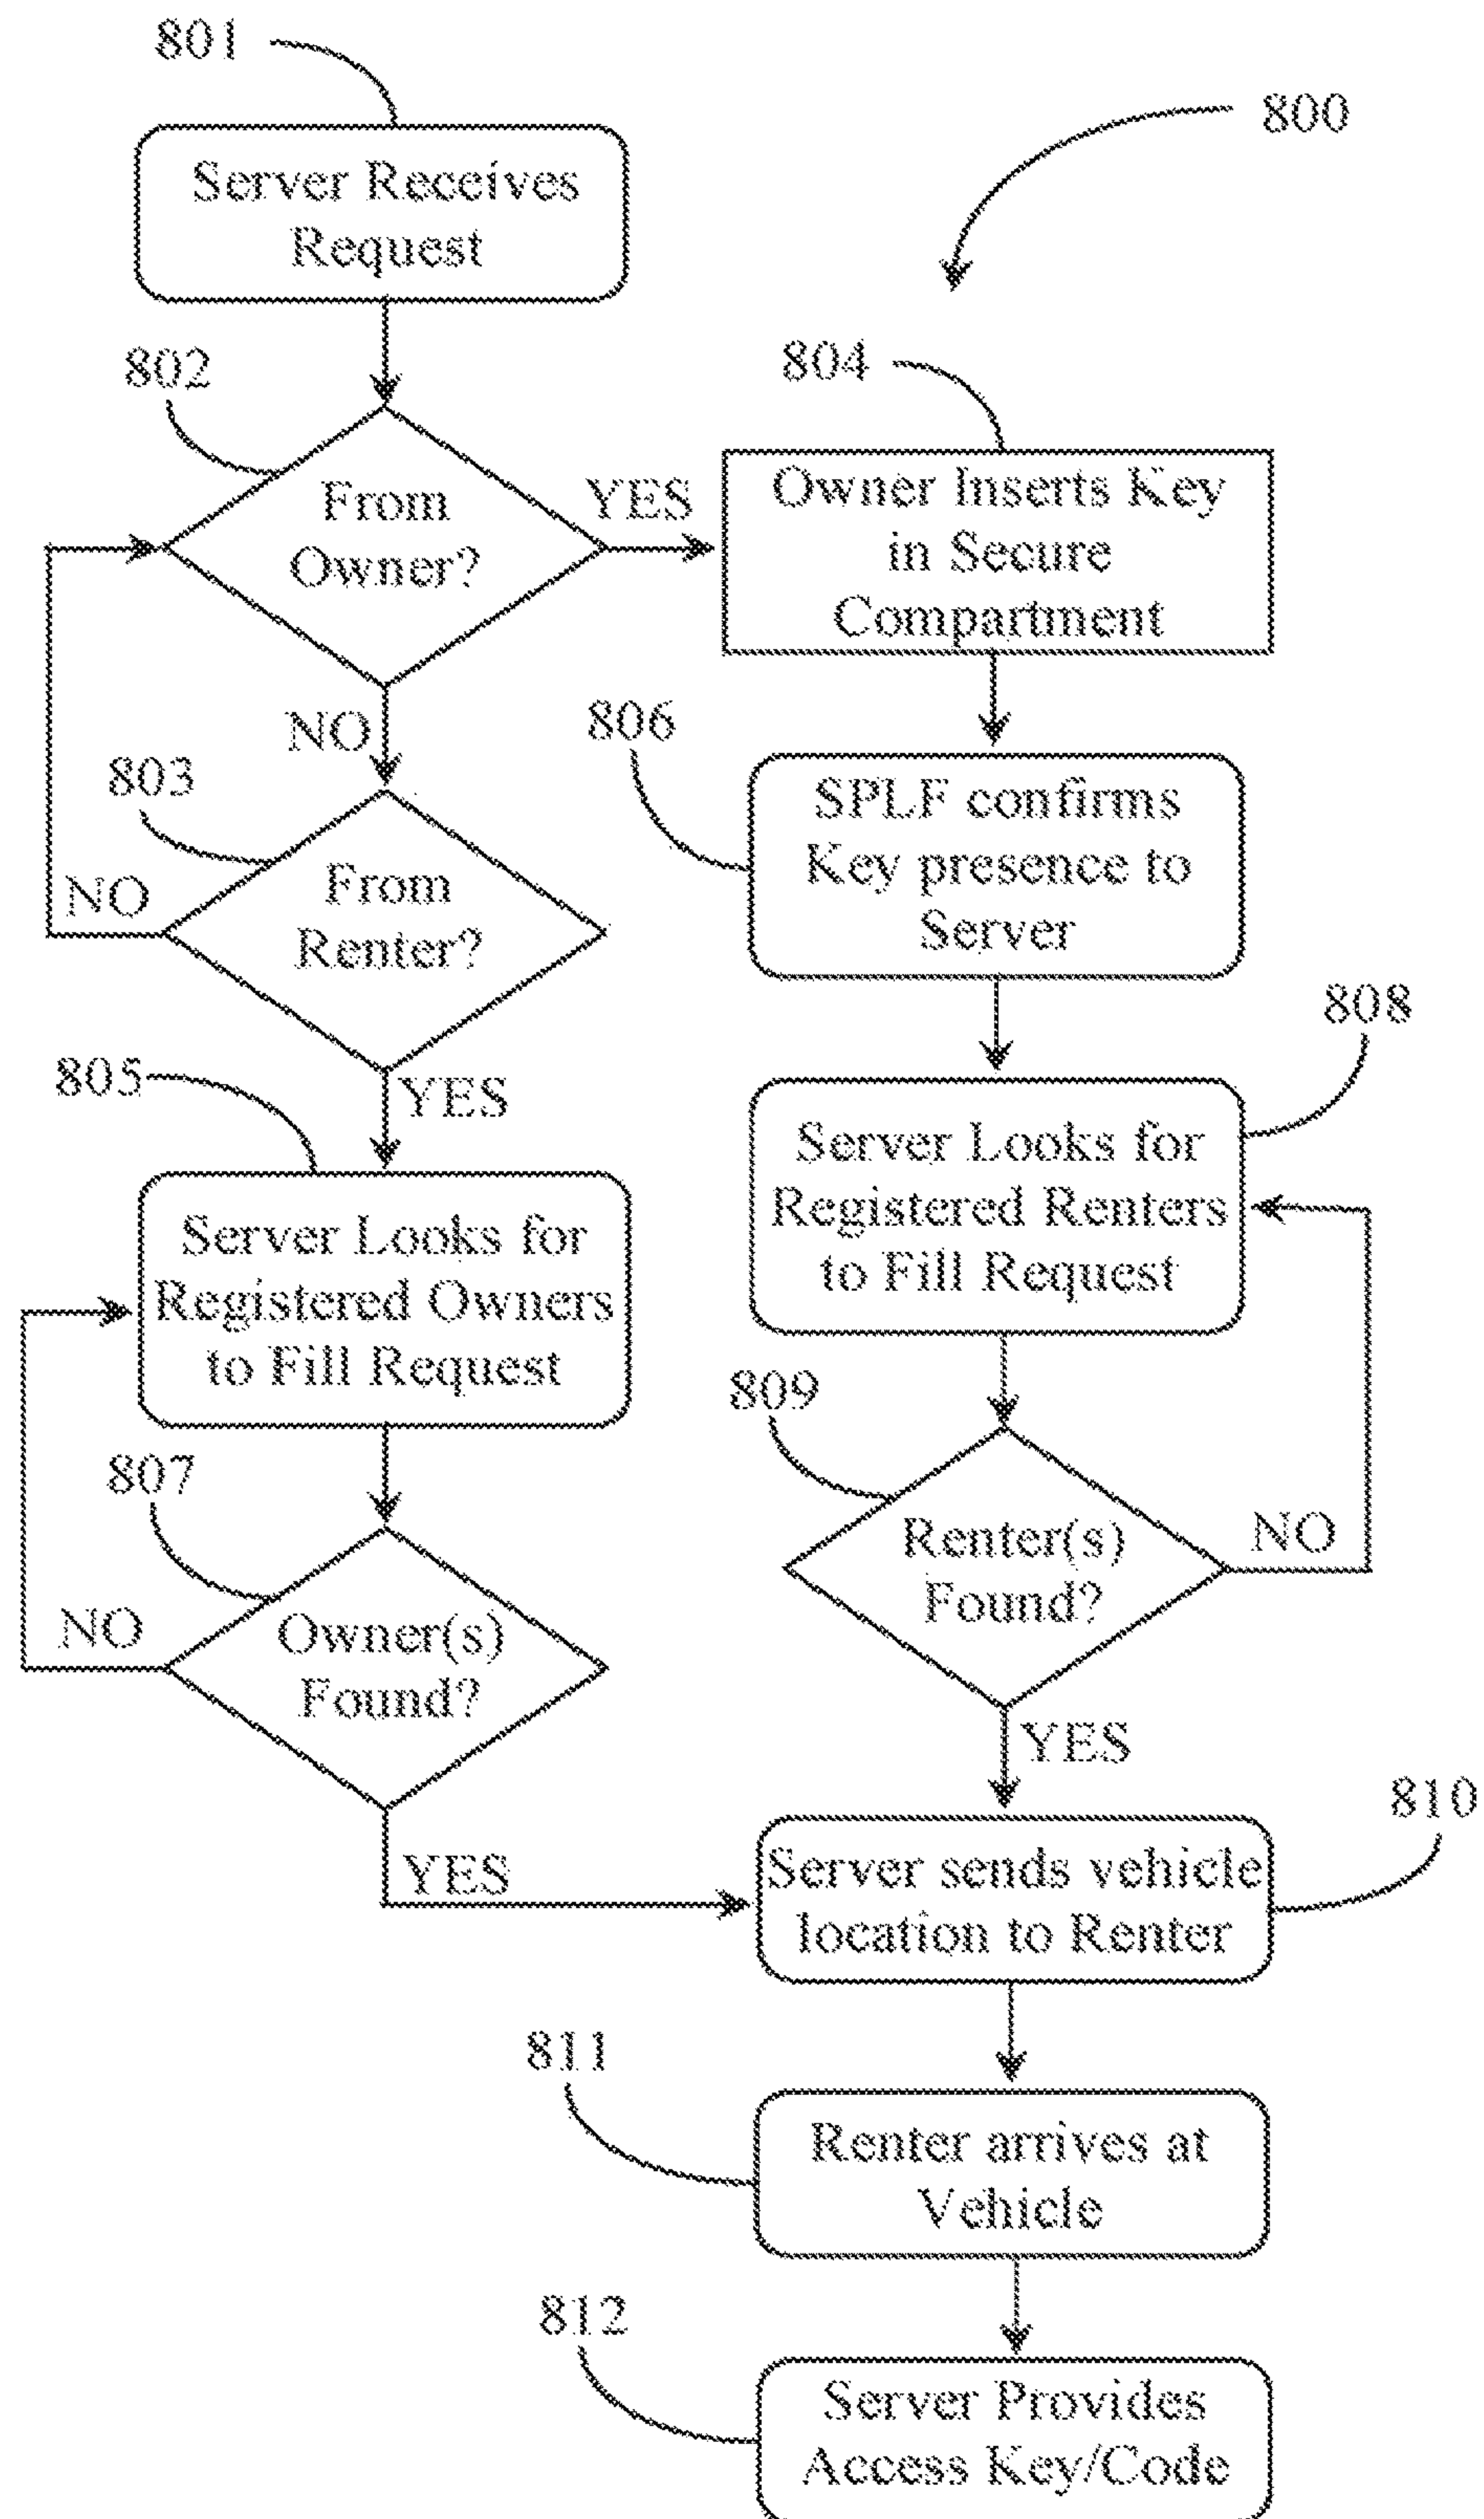 801
800
Server Receives
Request
802
804
From
Owner?
YES
Owner Inserts Key
in Secure
Compartment
NO
806
803
SPLF confirms
Key presence to
Server
From
Renter?
NO
808
805
YES
Server Looks for
Registered Renters
to Fill Request
Server Looks for
Registered Owners
to Fill Request
809
807
Renter(s)
Found?
NO
Owner(s)
Found?
NO
YES
810
Server sends vehicle
location to Renter
YES
811
Renter arrives at
Vehicle
812
Server Provides
Access Key/Code